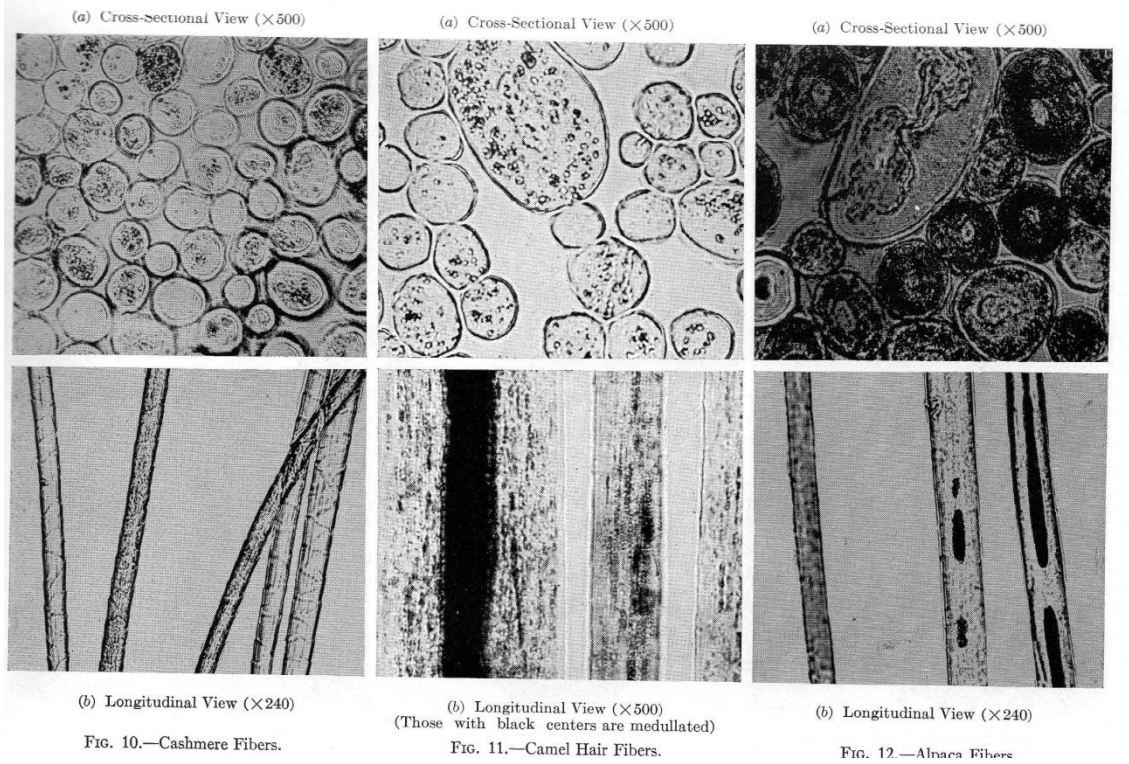 (a) Cross-Sectional View (×500)
(a) Cross-Sectional View (×500)
(a) Cross-Sectional View (×500)
(b) Longitudinal View (×240)
FIG. 10.—Cashmere Fibers.
(b) Longitudinal View (×500)
(Those with black centers are medullated)
FIG. 11.—Camel Hair Fibers.
(b) Longitudinal View (×240)
FIG. 12.—Alpaca Fibers